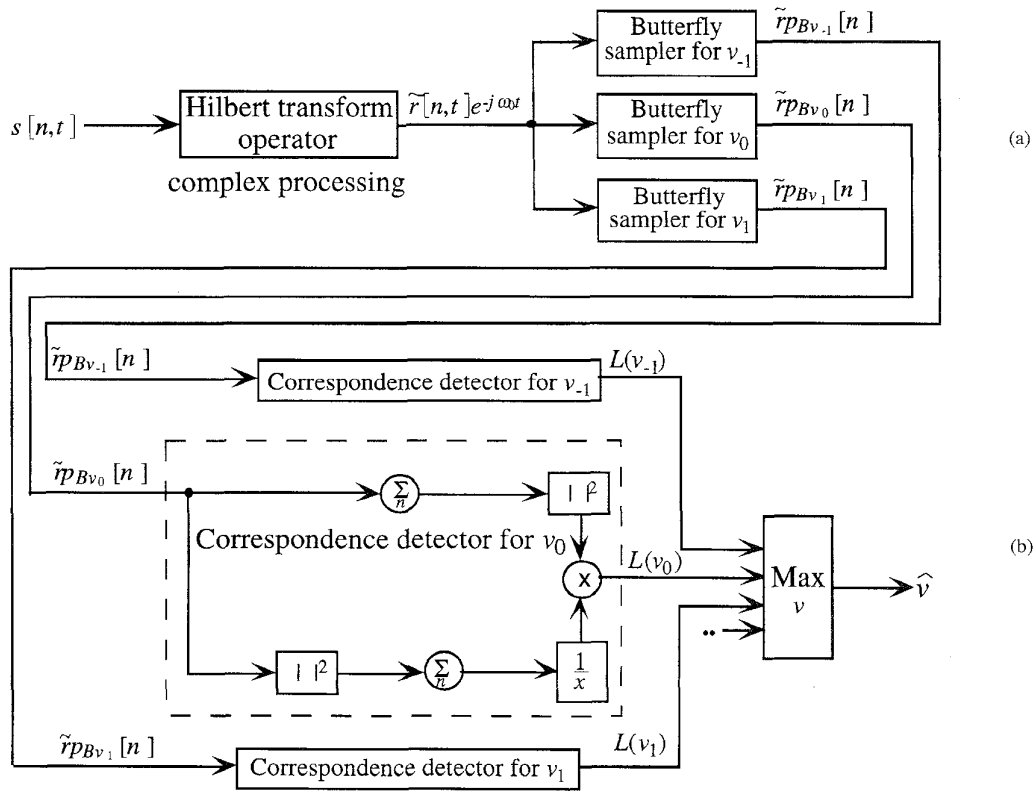 s [n,t]
Hilbert transform
operator
complex processing
r̃[n,t]e^{-jω₀t}
Butterfly
sampler for v₋₁
r̃p_{Bv₋₁}[n]
Butterfly
sampler for v₀
r̃p_{Bv₀}[n]
(a)
Butterfly
sampler for v₁
r̃p_{Bv₁}[n]
r̃p_{Bv₋₁}[n]
Correspondence detector for v₋₁
L(v₋₁)
r̃p_{Bv₀}[n]
Σ
n
| |²
Correspondence detector for v₀
x
L(v₀)
Max
v
v̂
(b)
..
| |²
Σ
n
1
x
r̃p_{Bv₁}[n]
Correspondence detector for v₁
L(v₁)